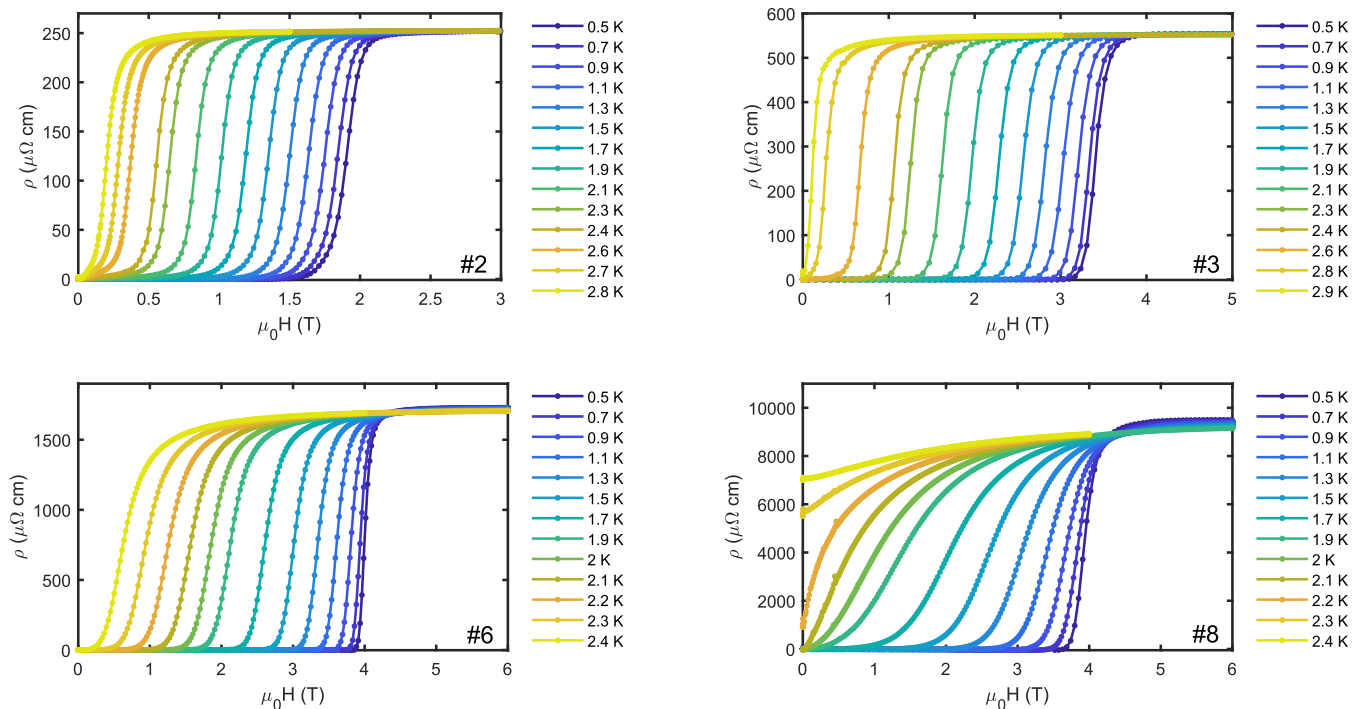 300
250
200
150
100
50
0
ρ (μΩ cm)
0 0.5 1 1.5 2 2.5 3
μ₀H (T)
#2
0.5 K
0.7 K
0.9 K
1.1 K
1.3 K
1.5 K
1.7 K
1.9 K
2.1 K
2.3 K
2.4 K
2.6 K
2.7 K
2.8 K
600
500
400
300
200
100
0
ρ (μΩ cm)
0 1 2 3 4 5
μ₀H (T)
#3
0.5 K
0.7 K
0.9 K
1.1 K
1.3 K
1.5 K
1.7 K
1.9 K
2.1 K
2.3 K
2.4 K
2.6 K
2.8 K
2.9 K
1500
1000
500
0
ρ (μΩ cm)
0 1 2 3 4 5 6
μ₀H (T)
#6
0.5 K
0.7 K
0.9 K
1.1 K
1.3 K
1.5 K
1.7 K
1.9 K
2 K
2.1 K
2.2 K
2.3 K
2.4 K
10000
8000
6000
4000
2000
0
ρ (μΩ cm)
0 1 2 3 4 5 6
μ₀H (T)
#8
0.5 K
0.7 K
0.9 K
1.1 K
1.3 K
1.5 K
1.7 K
1.9 K
2 K
2.1 K
2.2 K
2.3 K
2.4 K